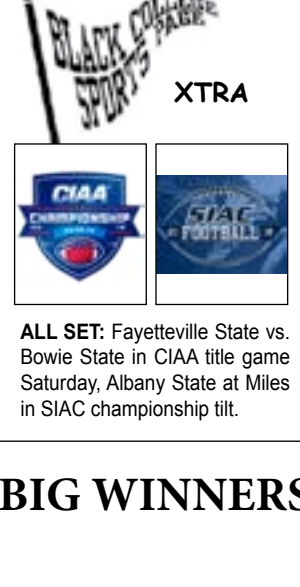 BLACK COLLEGE
SPORTS PAGE
XTRA
CIAA
CHAMPIONSHIP
SIAC
FOOTBALL
ALL SET: Fayetteville State vs.
Bowie State in CIAA title game
Saturday, Albany State at Miles
in SIAC championship tilt.
BIG WINNERS